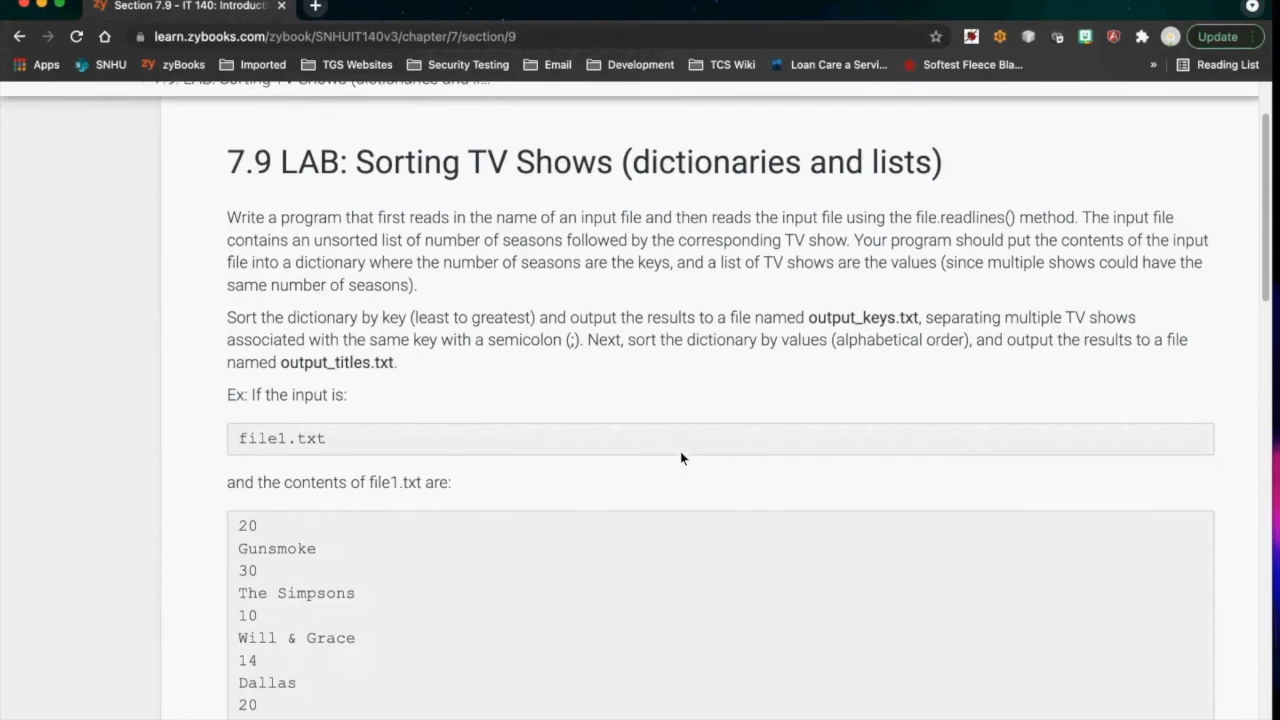 Section 7.9 - IT 140: Introducti
learn.zybooks.com/zybook/SNHUIT140v3/chapter/7/section/9
Update
Apps SNHU zyBooks Imported TGS Websites Security Testing Email Development TCS Wiki Loan Care a Servi... Softest Fleece Bla... » Reading List
7.9. LAB: Sorting TV Shows (dictionaries and li...
7.9 LAB: Sorting TV Shows (dictionaries and lists)
Write a program that first reads in the name of an input file and then reads the input file using the file.readlines() method. The input file
contains an unsorted list of number of seasons followed by the corresponding TV show. Your program should put the contents of the input
file into a dictionary where the number of seasons are the keys, and a list of TV shows are the values (since multiple shows could have the
same number of seasons).
Sort the dictionary by key (least to greatest) and output the results to a file named output_keys.txt, separating multiple TV shows
associated with the same key with a semicolon (;). Next, sort the dictionary by values (alphabetical order), and output the results to a file
named output_titles.txt.
Ex: If the input is:
file1.txt
and the contents of file1.txt are:
20
Gunsmoke
30
The Simpsons
10
Will & Grace
14
Dallas
20